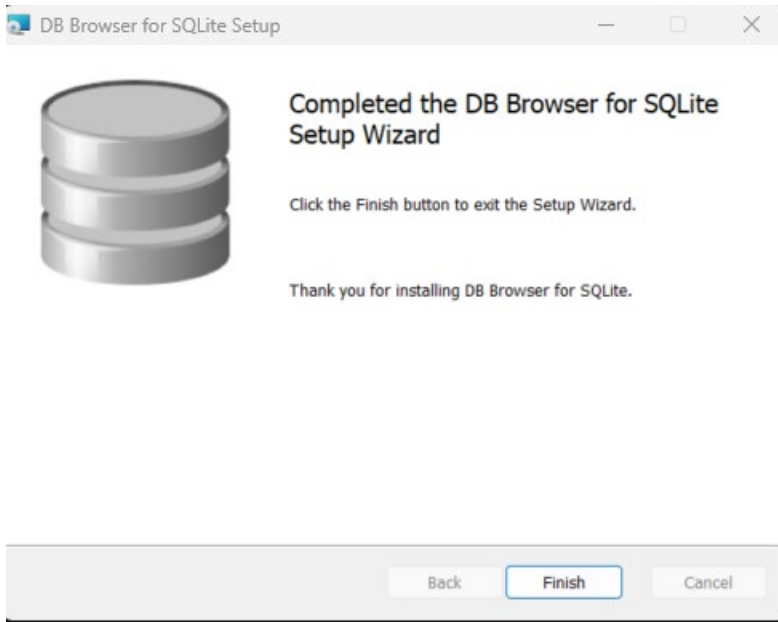 DB Browser for SQLite Setup
Completed the DB Browser for SQLite
Setup Wizard
Click the Finish button to exit the Setup Wizard.
Thank you for installing DB Browser for SQLite.
Back
Finish
Cancel